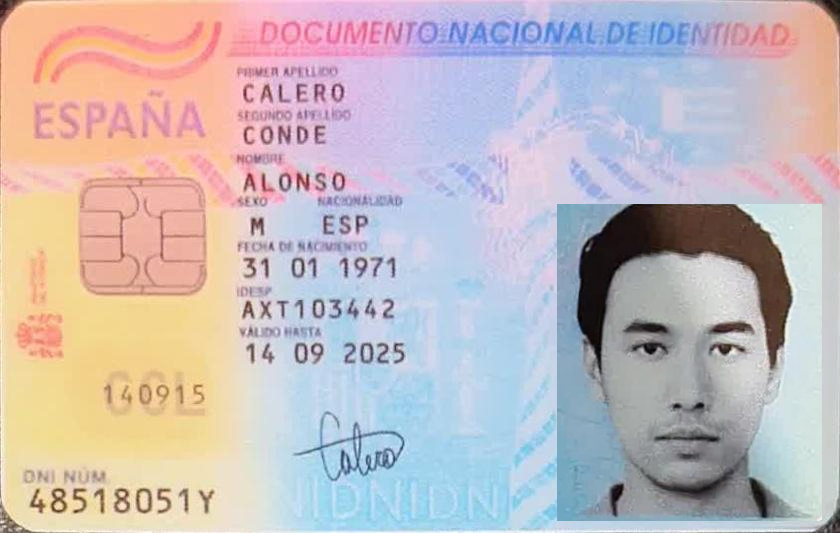 DOCUMENTO NACIONAL DE IDENTIDAD
ESPAÑA
PRIMER APELLIDO
CALERO
SEGUNDO APELLIDO
CONDE
NOMBRE
ALONSO
SEXO NACIONALIDAD
M ESP
FECHA DE NACIMIENTO
31 01 1971
IDESP
AXT103442
VÁLIDO HASTA
14 09 2025
140915
Calero
DNI NÚM.
48518051Y
NIDNIDN